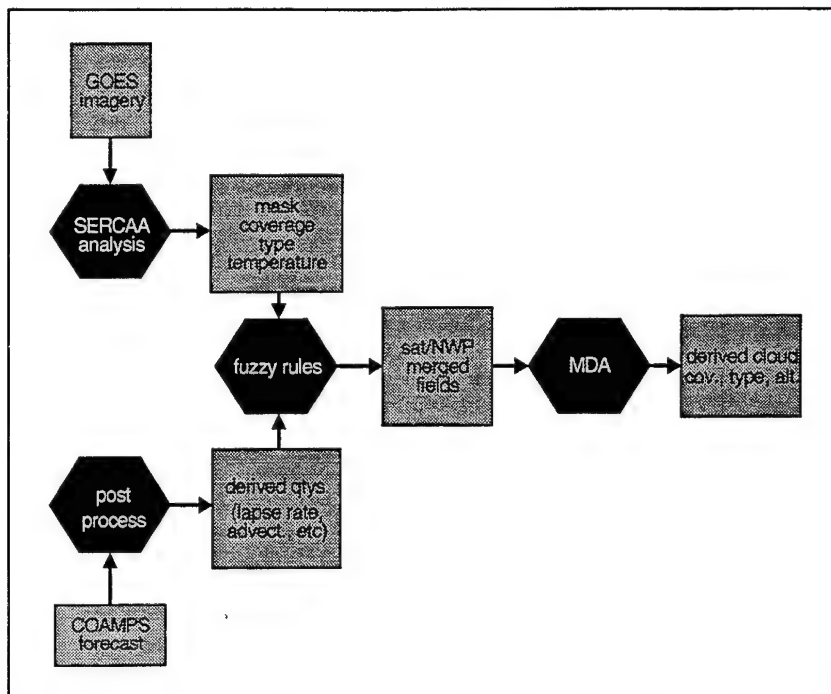 GOES
imagery
SERCAA
analysis
mask
coverage
type
temperature
fuzzy rules
sat/NWP
merged
fields
MDA
derived cloud
cov., type, alt.
post
process
derived qtys.
(lapse rate,
advect., etc)
COAMPS
forecast